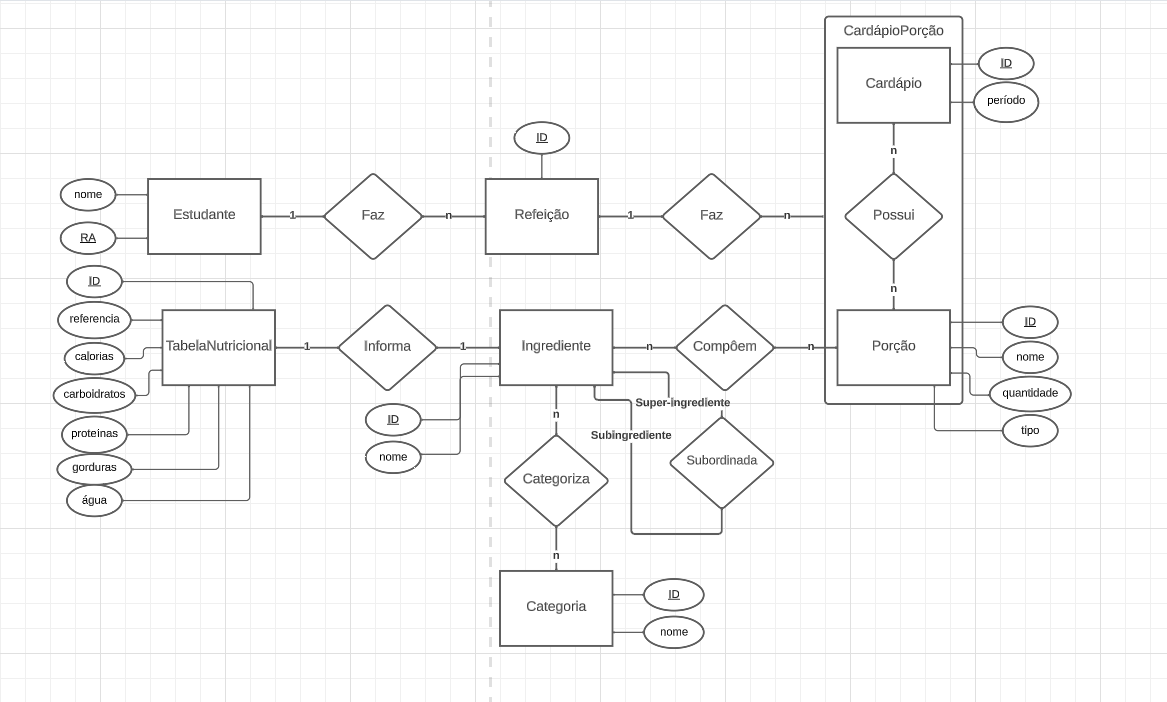 CardápioPorção
Cardápio
ID
período
n
ID
nome
RA
Estudante
1
Faz
n
Refeição
1
Faz
n
Possui
n
ID
referencia
calorias
carboidratos
proteínas
gorduras
água
TabelaNutricional
1
Informa
1
Ingrediente
n
Compôem
n
Porção
ID
nome
quantidade
tipo
ID
nome
n
Super-ingrediente
Subingrediente
Categoriza
Subordinada
n
Categoria
ID
nome